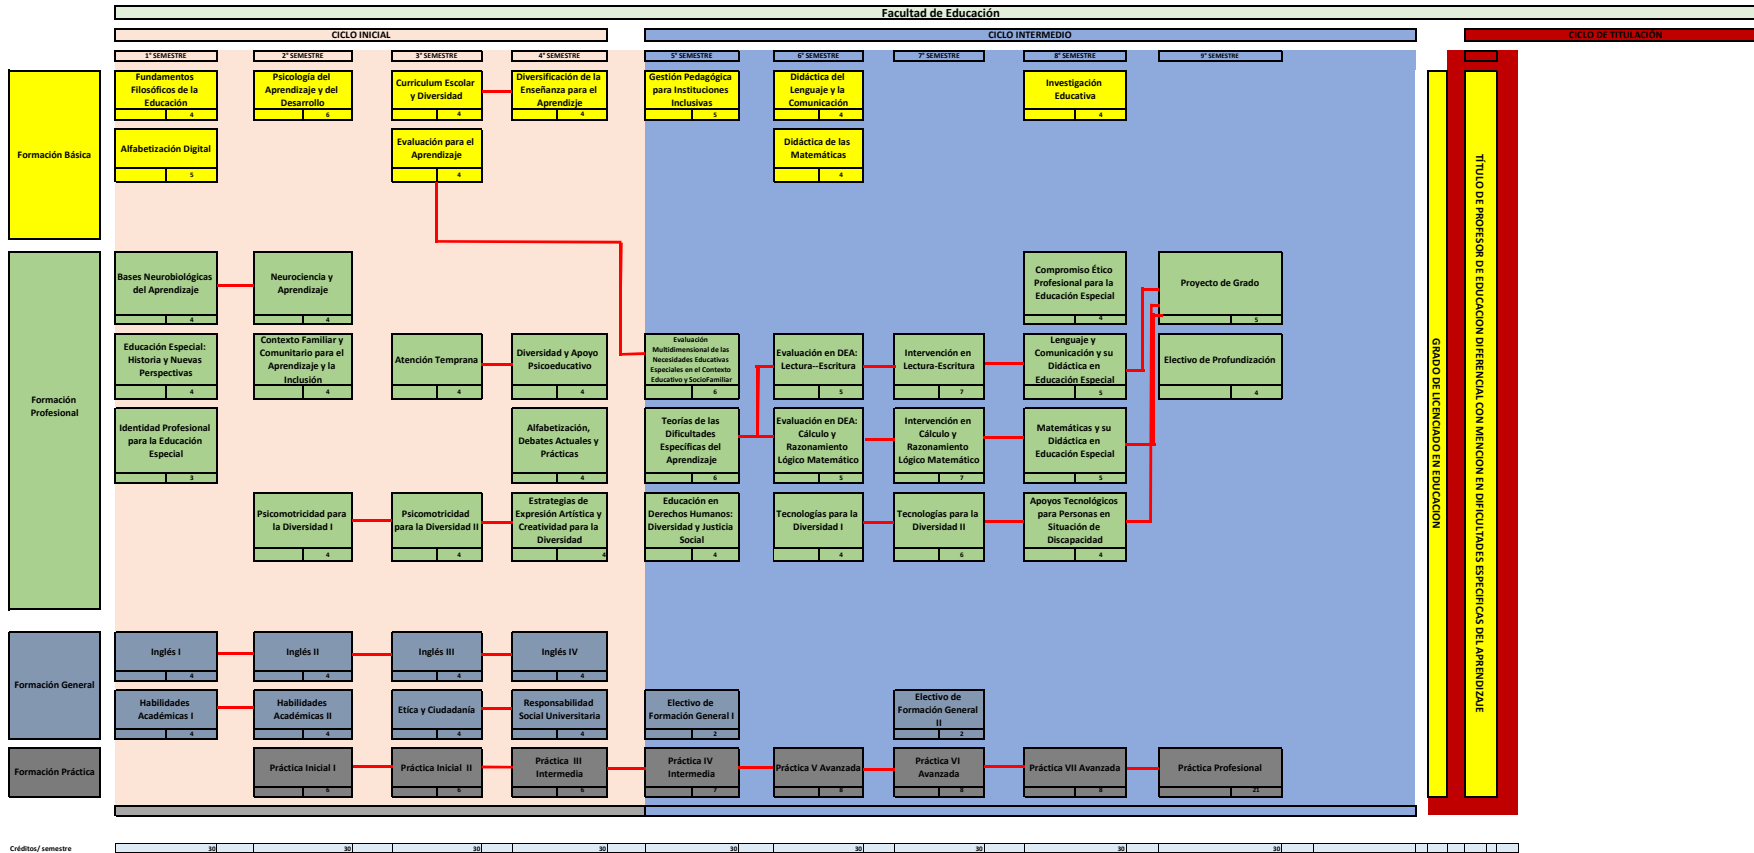 Facultad de Educación
CICLO INICIAL
CICLO INTERMEDIO
CICLO DE TITULACIÓN
1° SEMESTRE
2° SEMESTRE
3° SEMESTRE
4° SEMESTRE
5° SEMESTRE
6° SEMESTRE
7° SEMESTRE
8° SEMESTRE
9° SEMESTRE
Formación Básica
Fundamentos
Filosóficos de la
Educación
4
Psicología del
Aprendizaje y del
Desarrollo
6
Curriculum Escolar
y Diversidad
4
Diversificación de la
Enseñanza para el
Aprendizje
4
Gestión Pedagógica
para Instituciones
Inclusivas
5
Didáctica del
Lenguaje y la
Comunicación
4
Investigación
Educativa
4
Alfabetización Digital
5
Evaluación para el
Aprendizaje
4
Didáctica de las
Matemáticas
4
Formación
Profesional
Bases Neurobiológicas
del Aprendizaje
4
Neurociencia y
Aprendizaje
4
Compromiso Ético
Profesional para la
Educación Especial
4
Proyecto de Grado
5
Educación Especial:
Historia y Nuevas
Perspectivas
4
Contexto Familiar y
Comunitario para el
Aprendizaje y la
Inclusión
4
Atención Temprana
4
Diversidad y Apoyo
Psicoeducativo
4
Evaluación
Multidimensional de las
Necesidades Educativas
Especiales en el Contexto
Educativo y SocioFamiliar
6
Evaluación en DEA:
Lectura--Escritura
5
Intervención en
Lectura-Escritura
7
Lenguaje y
Comunicación y su
Didáctica en
Educación Especial
5
Electivo de Profundización
4
Identidad Profesional
para la Educación
Especial
3
Alfabetización,
Debates Actuales y
Prácticas
4
Teorías de las
Dificultades
Específicas del
Aprendizaje
6
Evaluación en DEA:
Cálculo y
Razonamiento
Lógico Matemático
5
Intervención en
Cálculo y
Razonamiento
Lógico Matemático
7
Matemáticas y su
Didáctica en
Educación Especial
5
Psicomotricidad para
la Diversidad I
4
Psicomotricidad
para la Diversidad II
4
Estrategias de
Expresión Artística y
Creatividad para la
Diversidad
4
Educación en
Derechos Humanos:
Diversidad y Justicia
Social
4
Tecnologías para la
Diversidad I
4
Tecnologías para la
Diversidad II
6
Apoyos Tecnológicos
para Personas en
Situación de
Discapacidad
4
Formación General
Inglés I
4
Inglés II
4
Inglés III
4
Inglés IV
4
Habilidades
Académicas I
4
Habilidades
Académicas II
4
Etíca y Ciudadanía
4
Responsabilidad
Social Universitaria
4
Electivo de
Formación General I
2
Electivo de
Formación General
II
2
Formación Práctica
Práctica Inicial I
6
Práctica Inicial II
6
Práctica III
Intermedia
6
Práctica IV
Intermedia
7
Práctica V Avanzada
8
Práctica VI
Avanzada
8
Práctica VII Avanzada
8
Práctica Profesional
21
GRADO DE LICENCIADO EN EDUCACION
TÍTULO DE PROFESOR DE EDUCACION DIFERENCIAL CON MENCION EN DIFICULTADES ESPECIFICAS DEL APRENDIZAJE
Créditos/ semestre
30
30
30
30
30
30
30
30
30